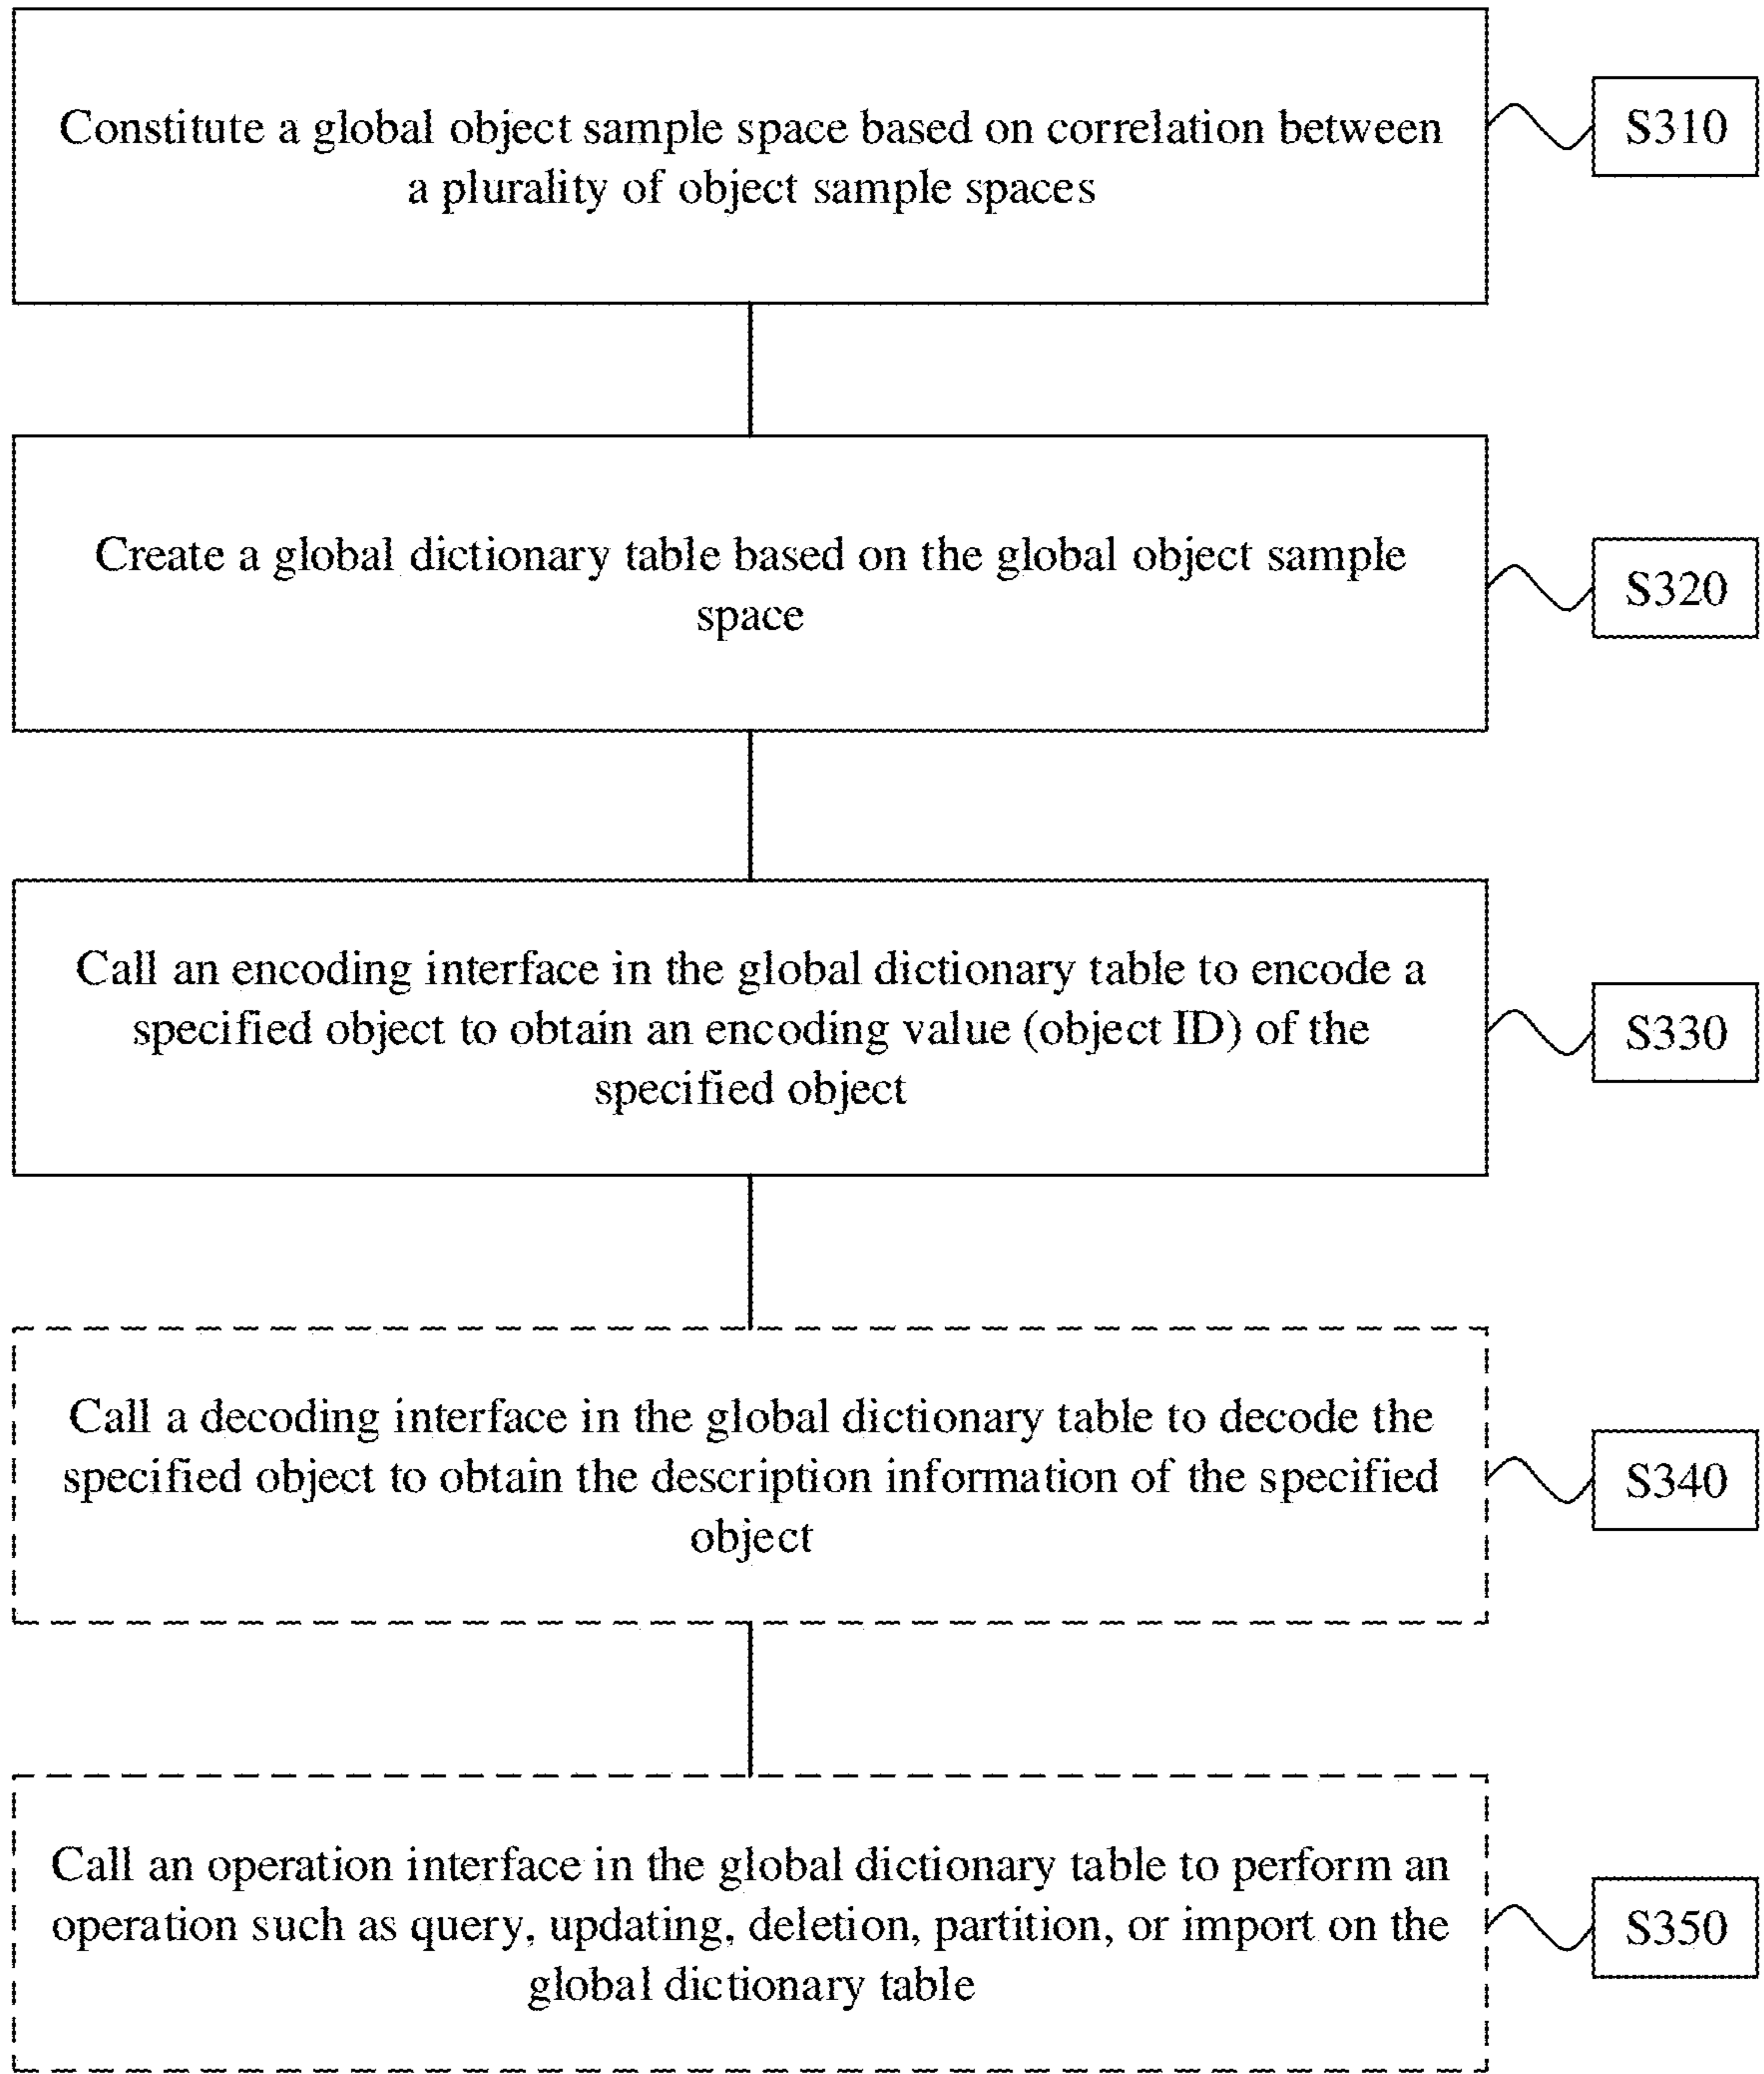 Constitute a global object sample space based on correlation between
a plurality of object sample spaces
S310
Create a global dictionary table based on the global object sample
space
S320
Call an encoding interface in the global dictionary table to encode a
specified object to obtain an encoding value (object ID) of the
specified object
S330
Call a decoding interface in the global dictionary table to decode the
specified object to obtain the description information of the specified
object
S340
Call an operation interface in the global dictionary table to perform an
operation such as query, updating, deletion, partition, or import on the
global dictionary table
S350